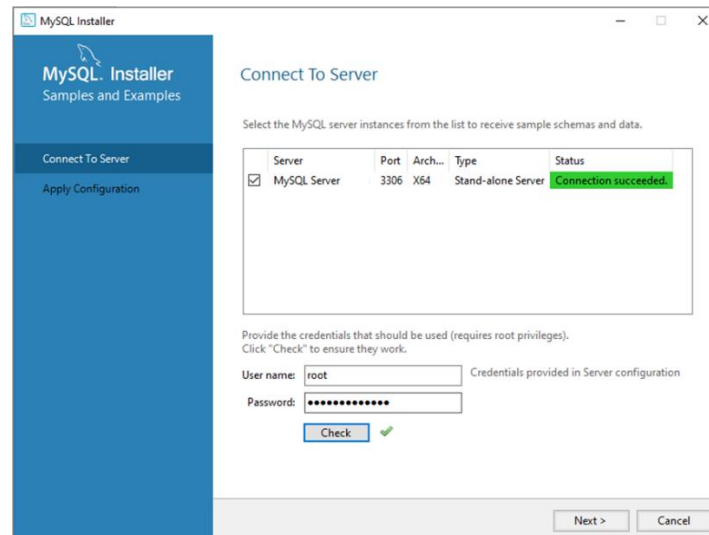 MySQL Installer
MySQL. Installer
Samples and Examples
Connect To Server
Apply Configuration
Connect To Server
Select the MySQL server instances from the list to receive sample schemas and data.
Server Port Arch... Type Status
MySQL Server 3306 X64 Stand-alone Server Connection succeeded.
Provide the credentials that should be used (requires root privileges).
Click "Check" to ensure they work.
User name: root Credentials provided in Server configuration
Password: •••••••••••••
Check
Next > Cancel